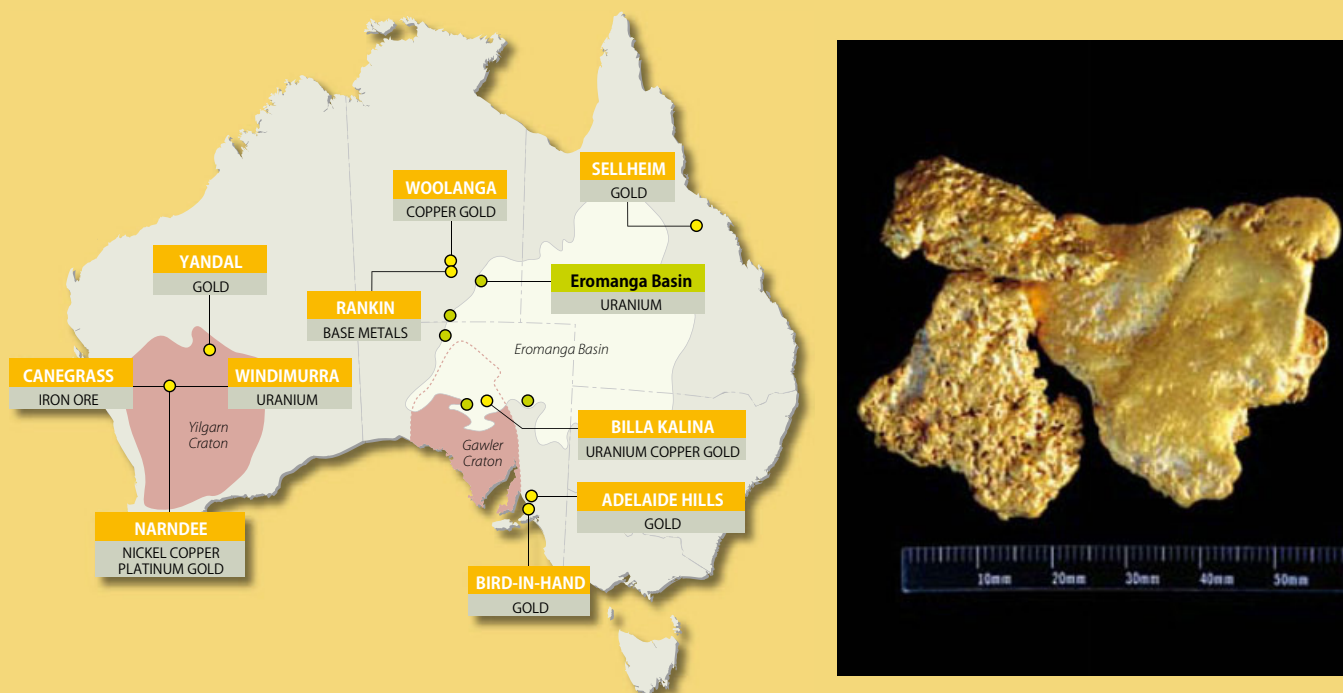 SELLHEIM
GOLD
WOOLANGA
COPPER GOLD
YANDAL
GOLD
Eromanga Basin
URANIUM
RANKIN
BASE METALS
Eromanga Basin
CANEGRASS
IRON ORE
WINDIMURRA
URANIUM
Yilgarn
Craton
BILLA KALINA
URANIUM COPPER GOLD
Gawler
Craton
ADELAIDE HILLS
GOLD
NARNDEE
NICKEL COPPER
PLATINUM GOLD
BIRD-IN-HAND
GOLD
10mm 20mm 30mm 40mm 50mm